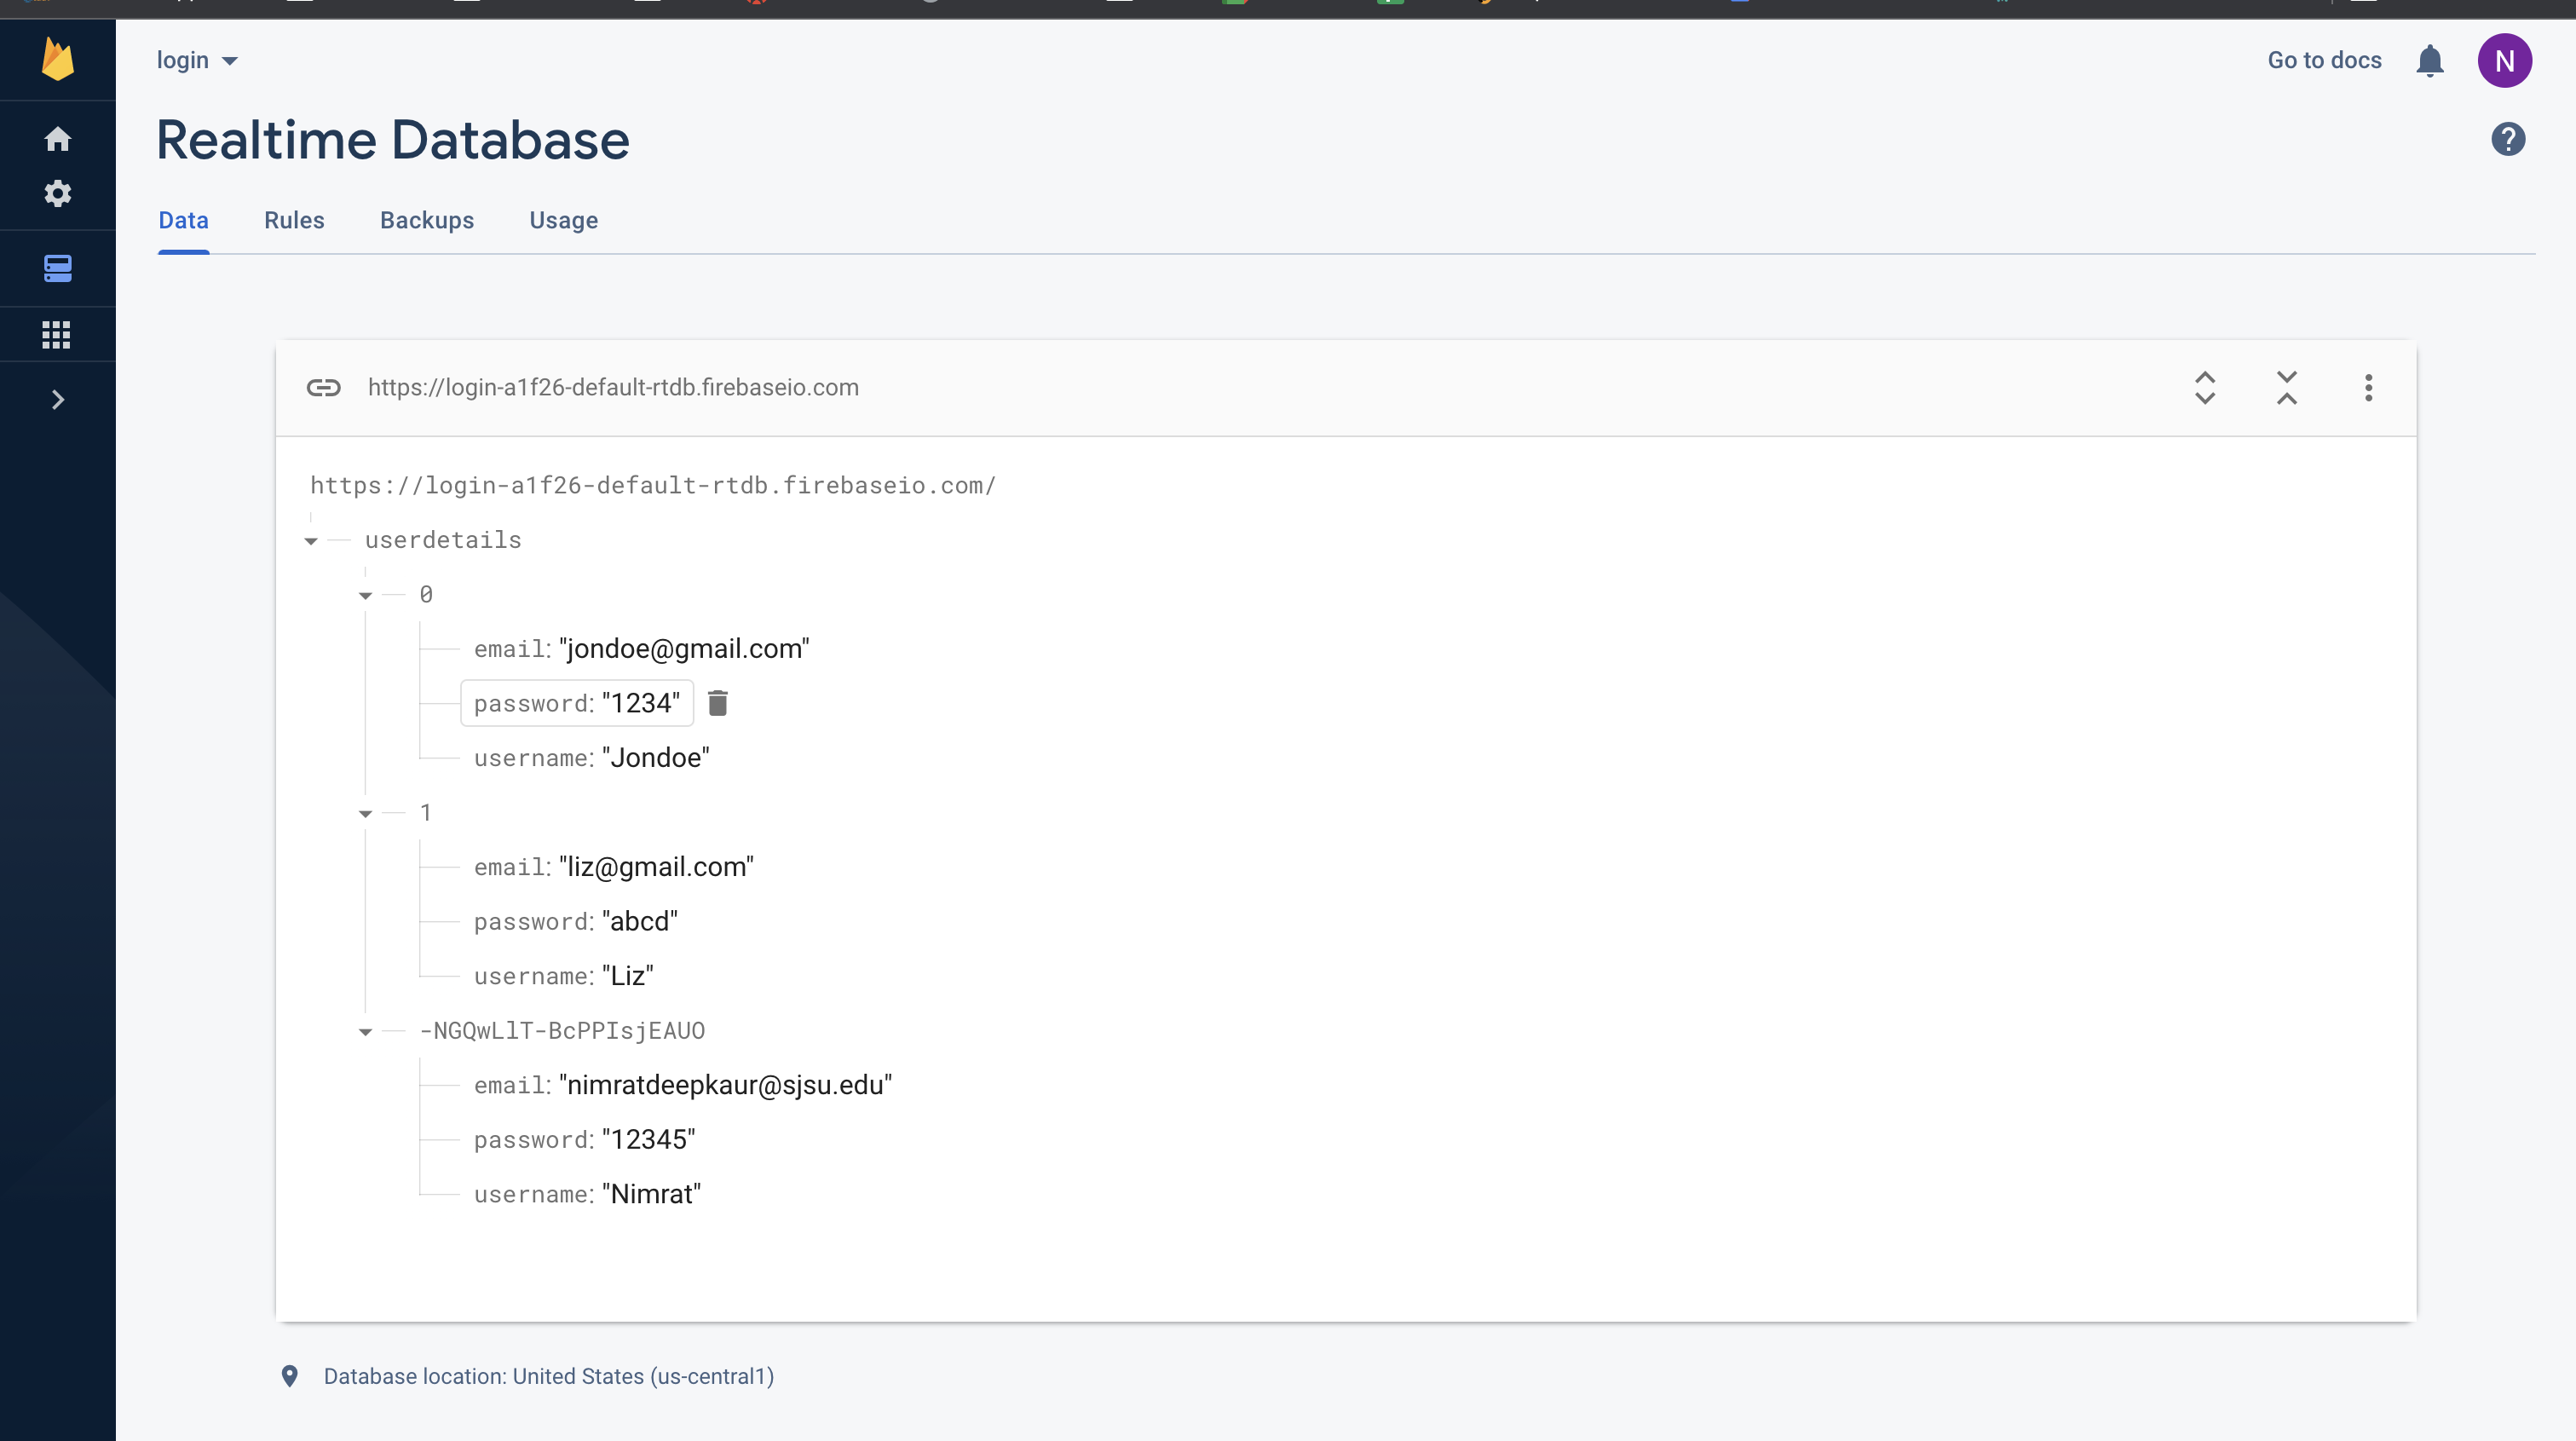 login
Go to docs
N
Realtime Database
?
Data Rules Backups Usage
https://login-a1f26-default-rtdb.firebaseio.com
https://login-a1f26-default-rtdb.firebaseio.com/
userdetails
0
email: "jondoe@gmail.com"
password: "1234"
username: "Jondoe"
1
email: "liz@gmail.com"
password: "abcd"
username: "Liz"
-NGQwLlT-BcPPIsjEAUO
email: "nimratdeepkaur@sjsu.edu"
password: "12345"
username: "Nimrat"
Database location: United States (us-central1)